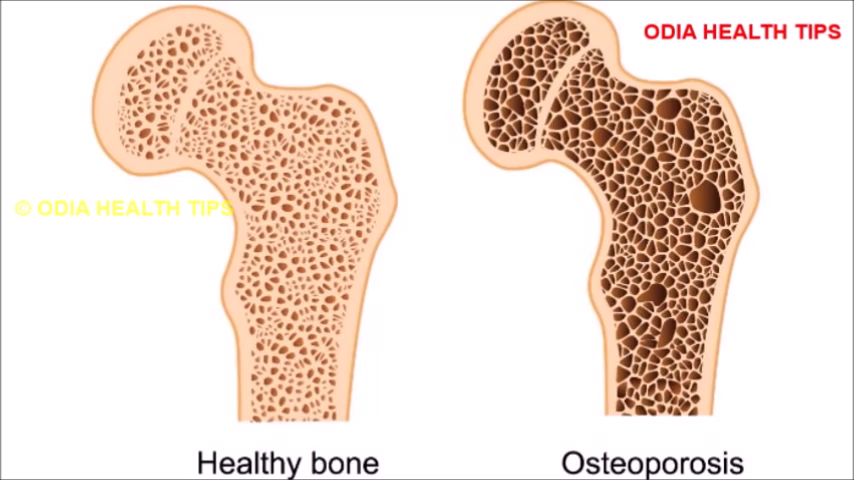 ODIA HEALTH TIPS
© ODIA HEALTH TIPS
Healthy bone
Osteoporosis